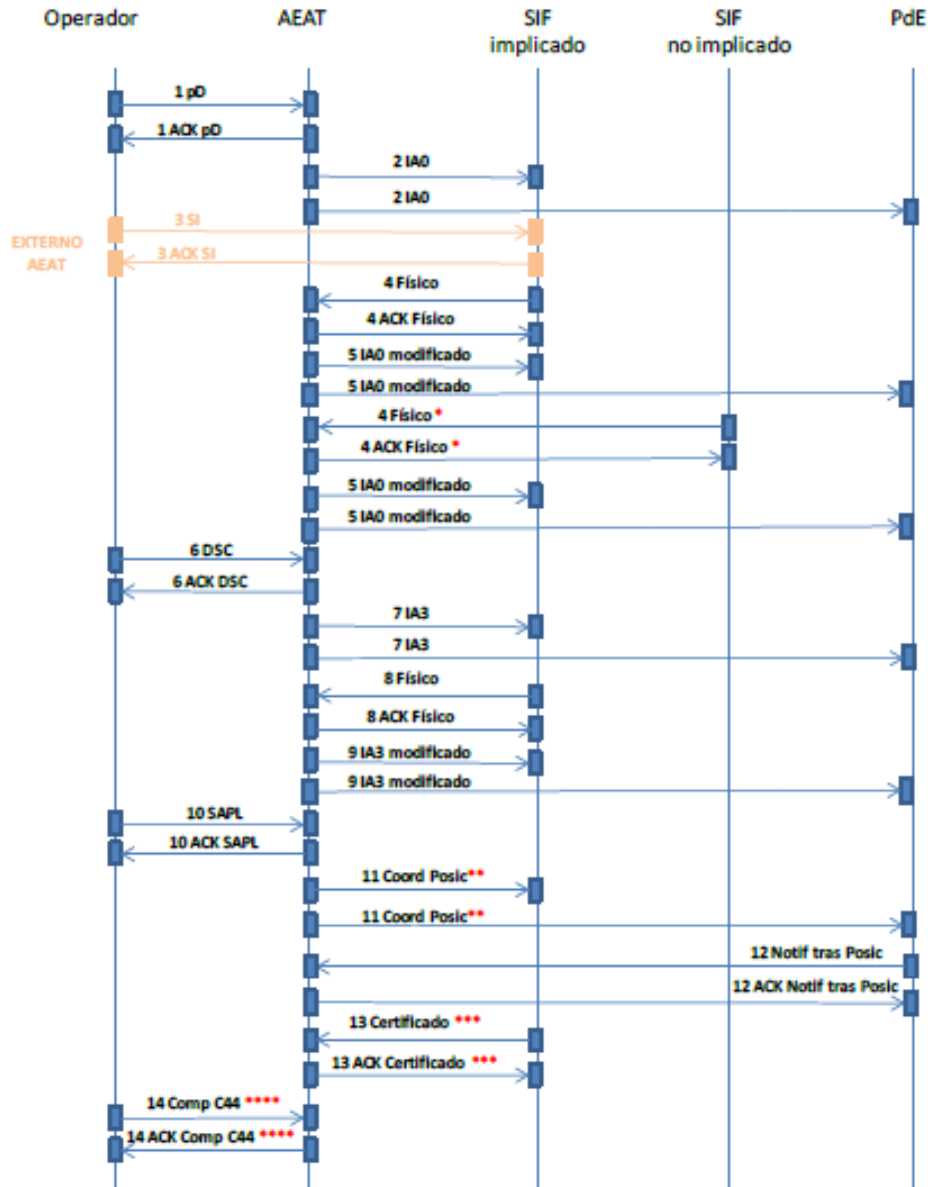 Operador
AEAT
SIF
implicado
SIF
no implicado
PdE
1 pD
1 ACK pD
2 IA0
2 IA0
EXTERNO
AEAT
3 SI
3 ACK SI
4 Físico
4 ACK Físico
5 IA0 modificado
5 IA0 modificado
4 Físico *
4 ACK Físico *
5 IA0 modificado
5 IA0 modificado
6 DSC
6 ACK DSC
7 IA3
7 IA3
8 Físico
8 ACK Físico
9 IA3 modificado
9 IA3 modificado
10 SAPL
10 ACK SAPL
11 Coord Posic**
11 Coord Posic**
12 Notif tras Posic
12 ACK Notif tras Posic
13 Certificado ***
13 ACK Certificado ***
14 Comp C44 ****
14 ACK Comp C44 ****